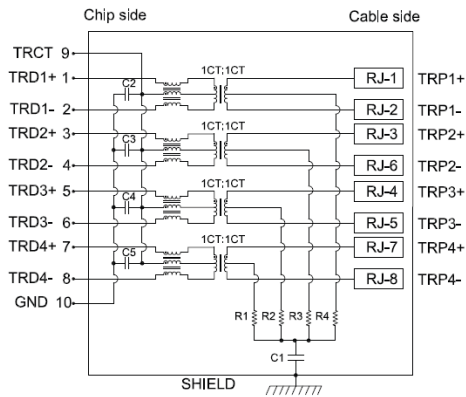 Chip side Cable side
TRCT 9
1CT;1CT
TRD1+ 1 RJ-1 TRP1+
C2
TRD1- 2 RJ-2 TRP1-
1CT;1CT
TRD2+ 3 RJ-3 TRP2+
C3
TRD2- 4 RJ-6 TRP2-
1CT;1CT
TRD3+ 5 RJ-4 TRP3+
C4
TRD3- 6 RJ-5 TRP3-
1CT;1CT
TRD4+ 7 RJ-7 TRP4+
C5
TRD4- 8 RJ-8 TRP4-
GND 10
R1 R2 R3 R4
C1
SHIELD